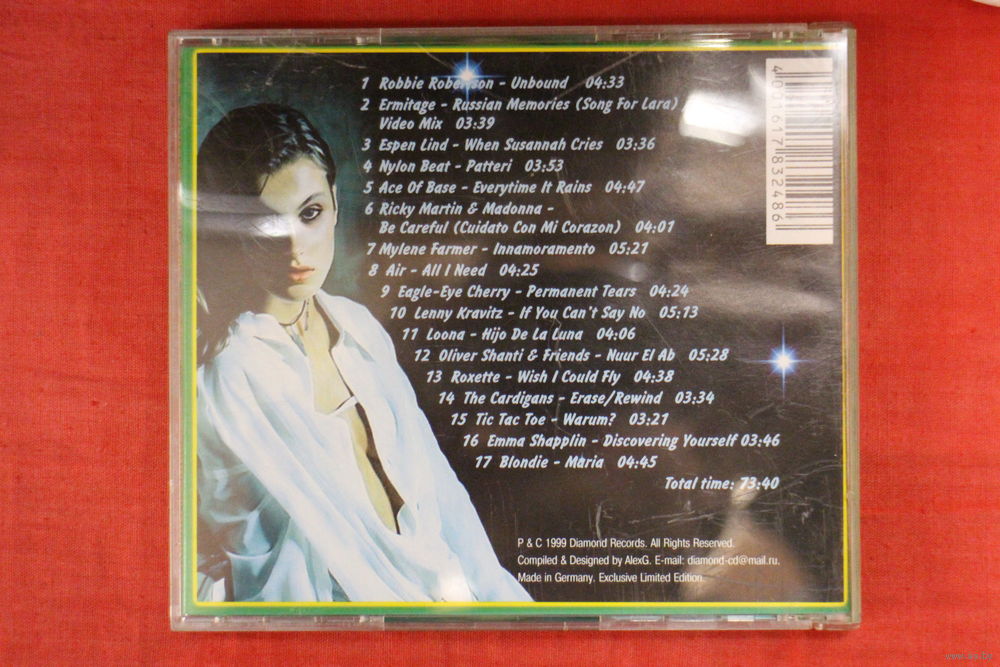 1 Robbie Robertson - Unbound 04:33
2 Ermitage - Russian Memories (Song For Lara)
Video Mix 03:39
3 Espen Lind - When Susannah Cries 03:36
4 Nylon Beat - Patteri 03:53
5 Ace Of Base - Everytime It Rains 04:47
6 Ricky Martin & Madonna -
Be Careful (Cuidato Con Mi Corazon) 04:01
7 Mylene Farmer - Innamoramento 05:21
8 Air - All I Need 04:25
9 Eagle-Eye Cherry - Permanent Tears 04:24
10 Lenny Kravitz - If You Can't Say No 05:13
11 Loona - Hijo De La Luna 04:06
12 Oliver Shanti & Friends - Nuur El Ab 05:28
13 Roxette - Wish I Could Fly 04:38
14 The Cardigans - Erase/Rewind 03:34
15 Tic Tac Toe - Warum? 03:21
16 Emma Shapplin - Discovering Yourself 03:46
17 Blondie - Maria 04:45
Total time: 73:40
P & C 1999 Diamond Records. All Rights Reserved.
Compiled & Designed by AlexG. E-mail: diamond-cd@mail.ru.
Made in Germany. Exclusive Limited Edition.
4 001617 832486